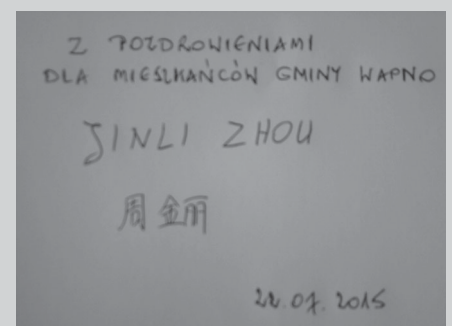 Z POZDROWIENIAMI
DLA MIESZKAŃCÓW GMINY WAPNO
JINLI ZHOU
周金丽
22.07.2015